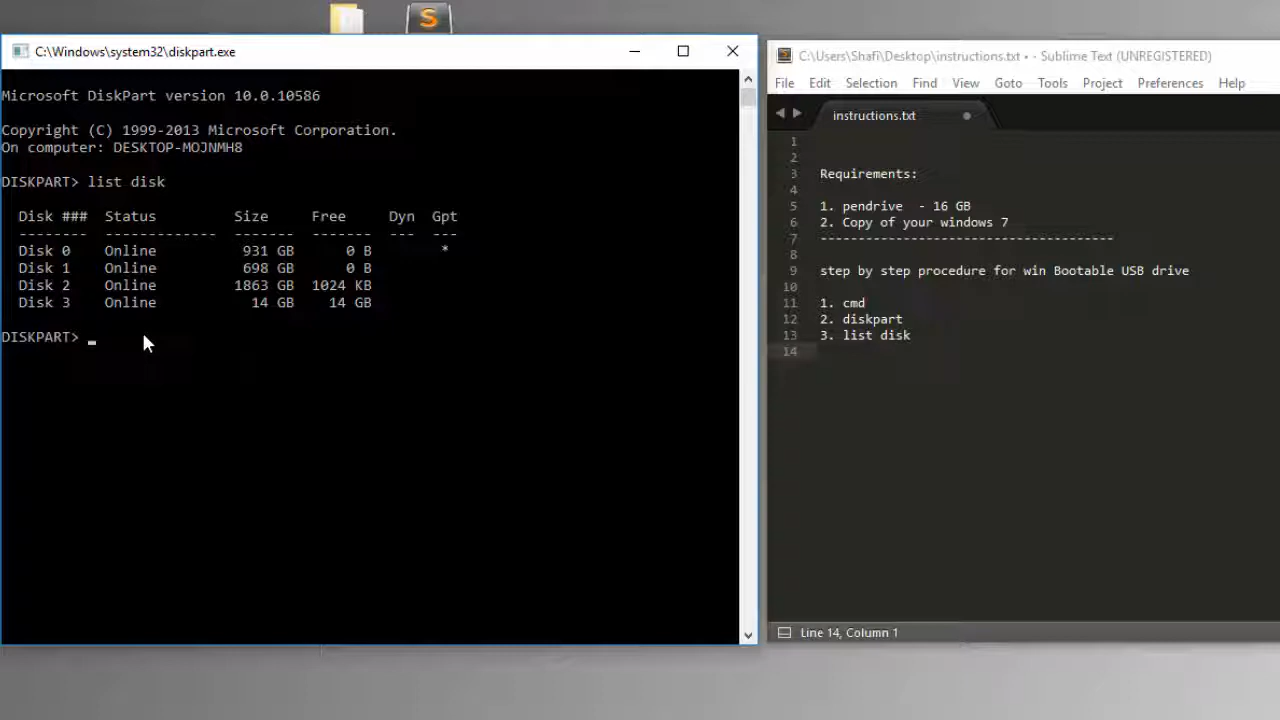 C:\Windows\system32\diskpart.exe
Microsoft DiskPart version 10.0.10586
Copyright (C) 1999-2013 Microsoft Corporation.
On computer: DESKTOP-MOJNMH8
DISKPART> list disk
Disk ### Status Size Free Dyn Gpt
-------- ------------- ------- ------- --- ---
Disk 0 Online 931 GB 0 B *
Disk 1 Online 698 GB 0 B
Disk 2 Online 1863 GB 1024 KB
Disk 3 Online 14 GB 14 GB
DISKPART> _
S
C:\Users\Shafi\Desktop\instructions.txt • - Sublime Text (UNREGISTERED)
File Edit Selection Find View Goto Tools Project Preferences Help
instructions.txt
1
2
3 Requirements:
4
5 1. pendrive - 16 GB
6 2. Copy of your windows 7
7 ---------------------------------------
8
9 step by step procedure for win Bootable USB drive
10
11 1. cmd
12 2. diskpart
13 3. list disk
14
Line 14, Column 1